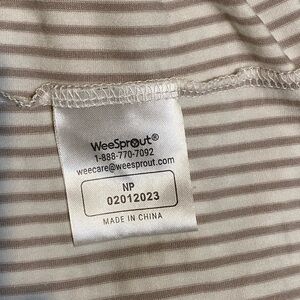 WeeSprout®
1-888-770-7092
weecare@weesprout.com
NP
02012023
MADE IN CHINA